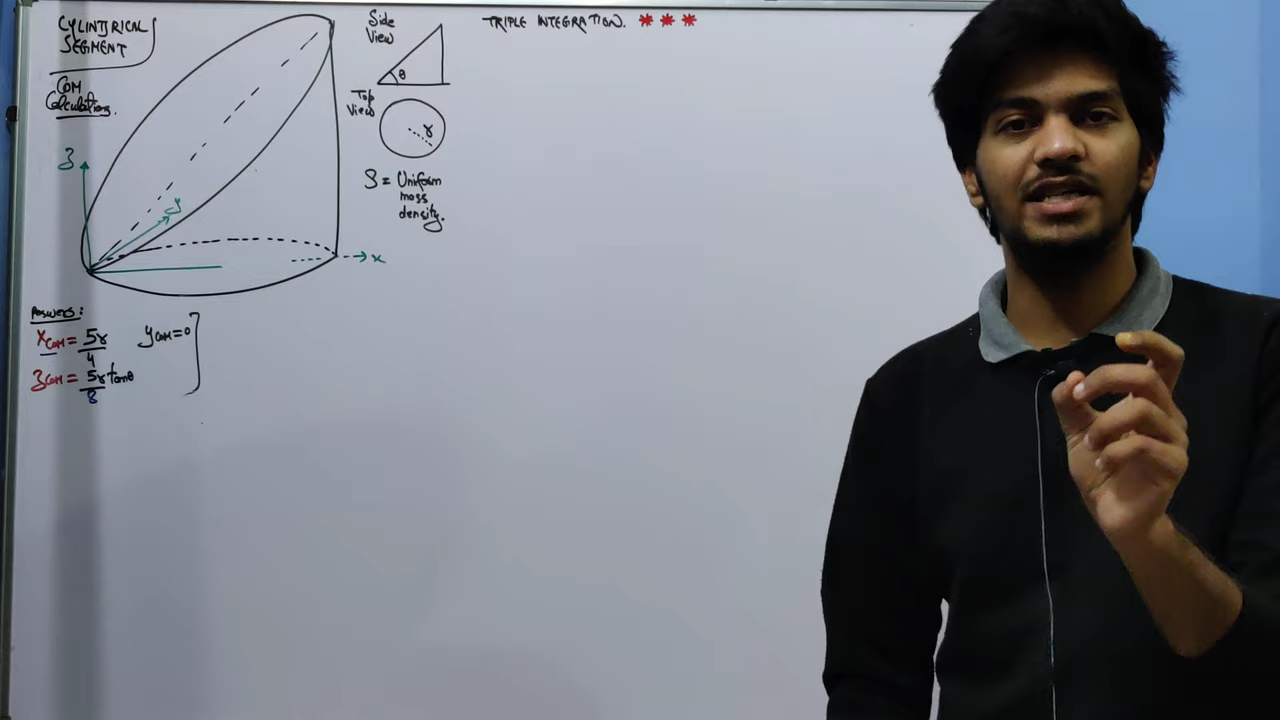 CYLINDRICAL
SEGMENT
COM
Calculation.
z
y
x
Side
View
θ
Top
View
r
ρ = Uniform
mass
density.
TRIPLE INTEGRATION. ***
Answers:
xCOM = 5r/4 yCOM = 0
zCOM = 5r/8 tanθ